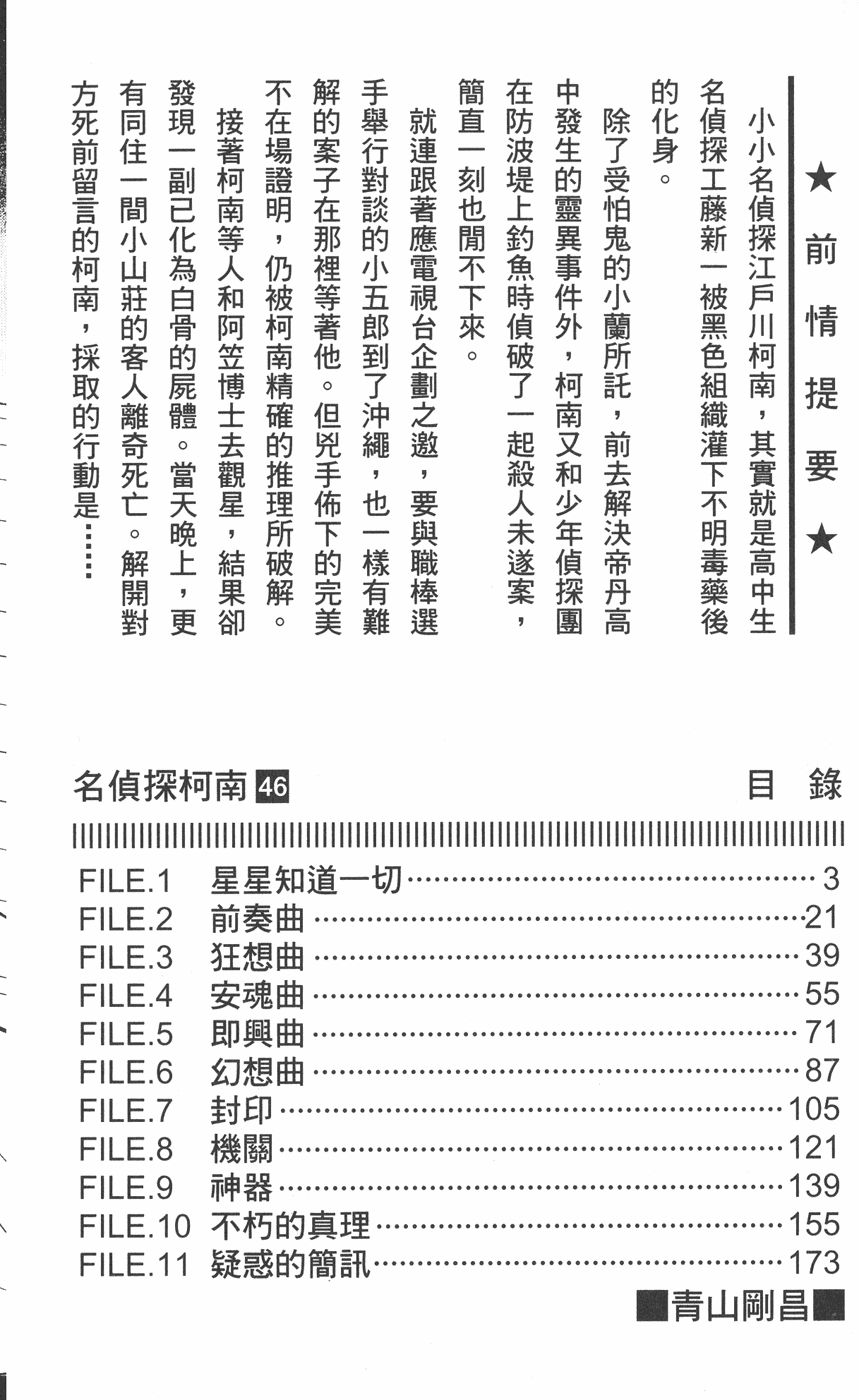 ★前情提要★
小小名偵探江戶川柯南，其實就是高中生
名偵探工藤新一被黑色組織灌下不明毒藥後
的化身。
除了受怕鬼的小蘭所託，前去解決帝丹高
中發生的靈異事件外，柯南又和少年偵探團
在防波堤上釣魚時偵破了一起殺人未遂案，
簡直一刻也閒不下來。
就連跟著應電視台企劃之邀，要與職棒選
手舉行對談的小五郎到了沖繩，也一樣有難
解的案子在那裡等著他。但兇手佈下的完美
不在場證明，仍被柯南精確的推理所破解。
接著柯南等人和阿笠博士去觀星，結果卻
發現一副已化為白骨的屍體。當天晚上，更
有同住一間小山莊的客人離奇死亡。解開對
方死前留言的柯南，採取的行動是……
名偵探柯南 46 目 錄
FILE.1 星星知道一切……3
FILE.2 前奏曲……21
FILE.3 狂想曲……39
FILE.4 安魂曲……55
FILE.5 即興曲……71
FILE.6 幻想曲……87
FILE.7 封印……105
FILE.8 機關……121
FILE.9 神器……139
FILE.10 不朽的真理……155
FILE.11 疑惑的簡訊……173
■青山剛昌■